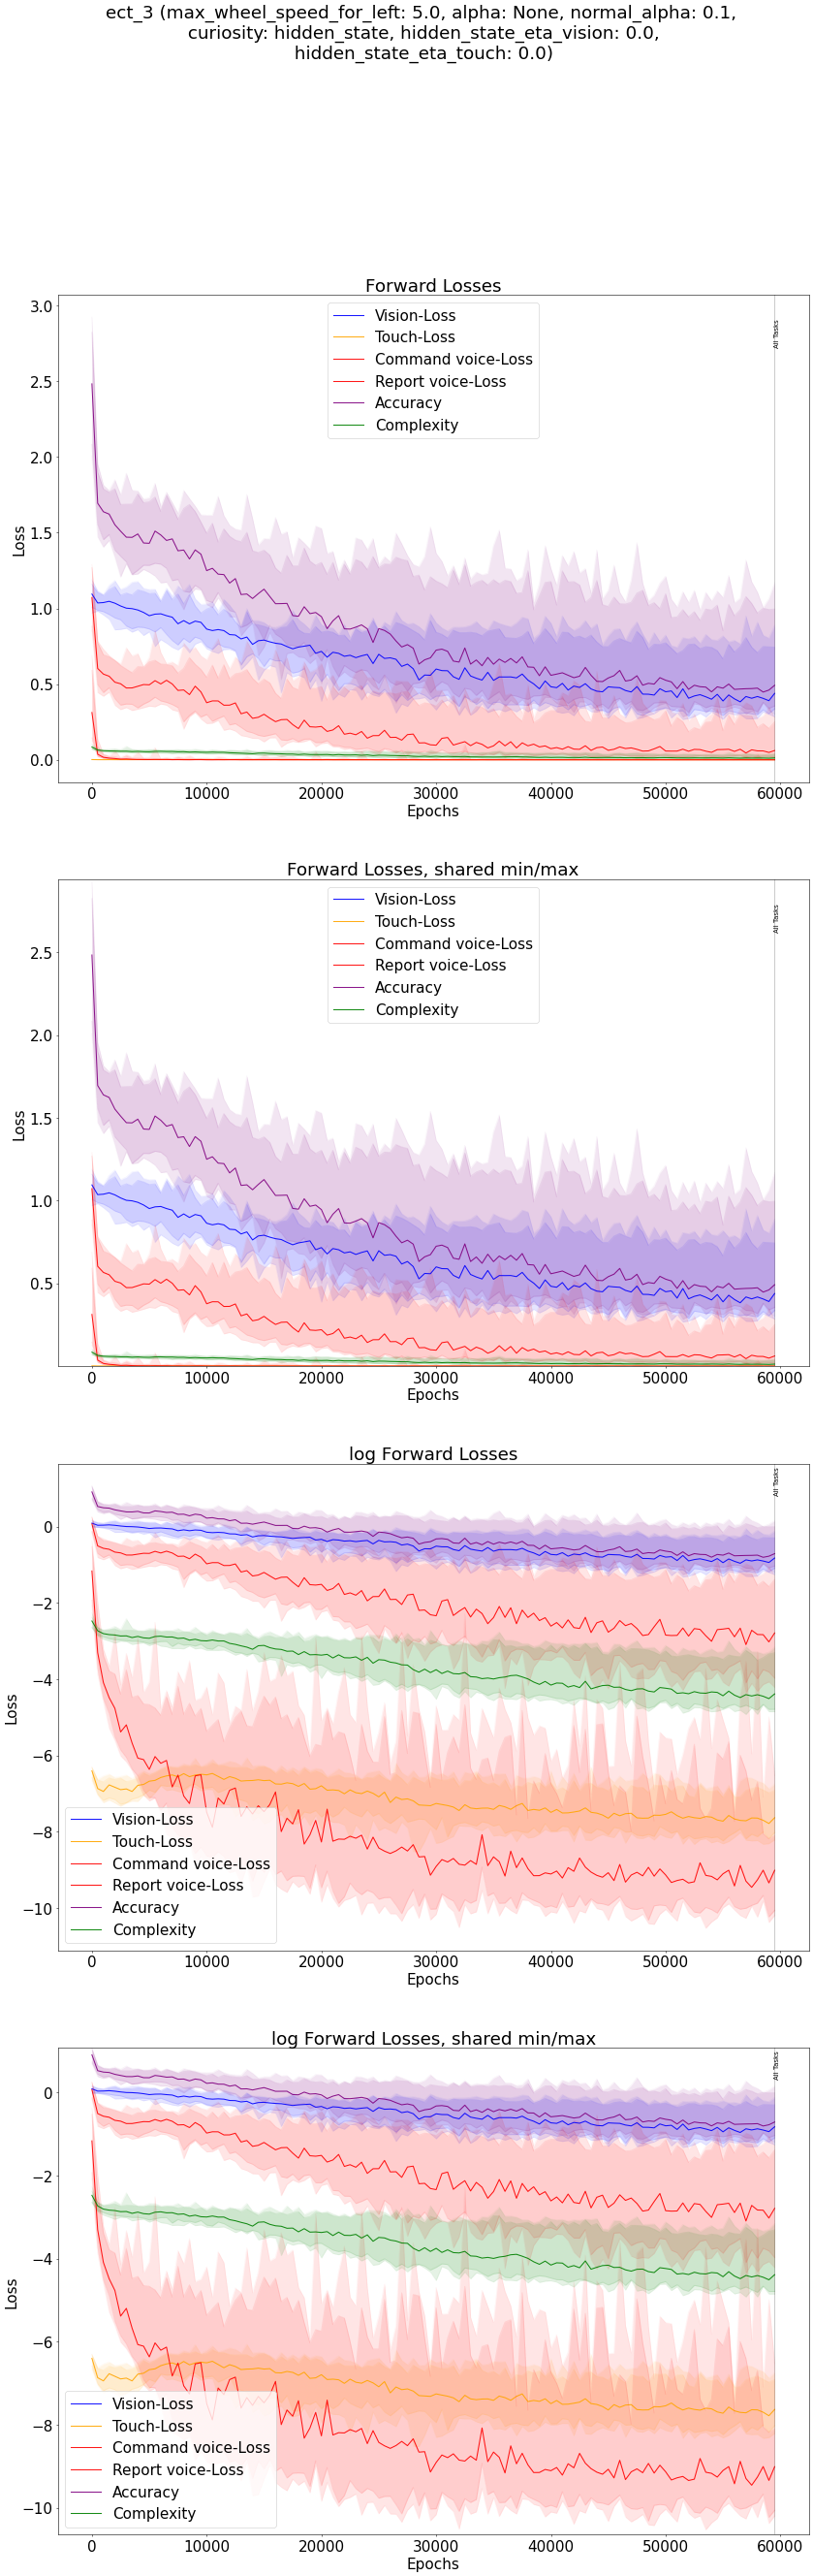 ect_3 (max_wheel_speed_for_left: 5.0, alpha: None, normal_alpha: 0.1,
curiosity: hidden_state, hidden_state_eta_vision: 0.0,
hidden_state_eta_touch: 0.0)
Forward Losses
3.0
2.5
2.0
1.5
1.0
0.5
0.0
Loss
Vision-Loss
Touch-Loss
Command voice-Loss
Report voice-Loss
Accuracy
Complexity
All Tasks
0 10000 20000 30000 40000 50000 60000
Epochs
Forward Losses, shared min/max
2.5
2.0
1.5
1.0
0.5
Loss
Vision-Loss
Touch-Loss
Command voice-Loss
Report voice-Loss
Accuracy
Complexity
All Tasks
0 10000 20000 30000 40000 50000 60000
Epochs
log Forward Losses
0
−2
−4
−6
−8
−10
Loss
All Tasks
Vision-Loss
Touch-Loss
Command voice-Loss
Report voice-Loss
Accuracy
Complexity
0 10000 20000 30000 40000 50000 60000
Epochs
log Forward Losses, shared min/max
0
−2
−4
−6
−8
−10
Loss
All Tasks
Vision-Loss
Touch-Loss
Command voice-Loss
Report voice-Loss
Accuracy
Complexity
0 10000 20000 30000 40000 50000 60000
Epochs